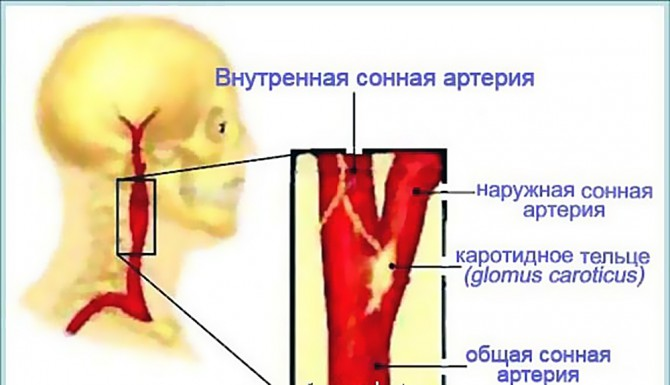 Внутренная сонная артерия
наружная сонная
артерия
каротидное тельце
(glomus caroticus)
общая сонная
артерия